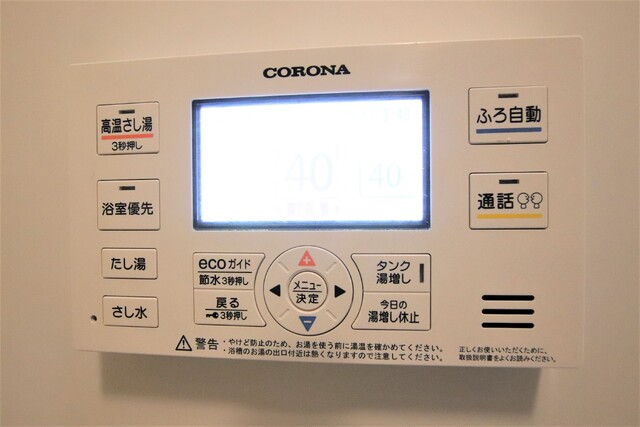 CORONA
高温さし湯
3秒押し
浴室優先
たし湯
さし水
40
40
ふろ自動
通話
ecoガイド
節水3秒押し
戻る
3秒押し
+
メニュー
決定
−
タンク
湯増し
今日の
湯増し休止
警告
・やけど防止のため、お湯を使う前に湯温を確かめてください。
・浴槽のお湯の出口付近は熱くなりますので注意してください。
正しくお使いいただくために、
取扱説明書をよくお読みください。